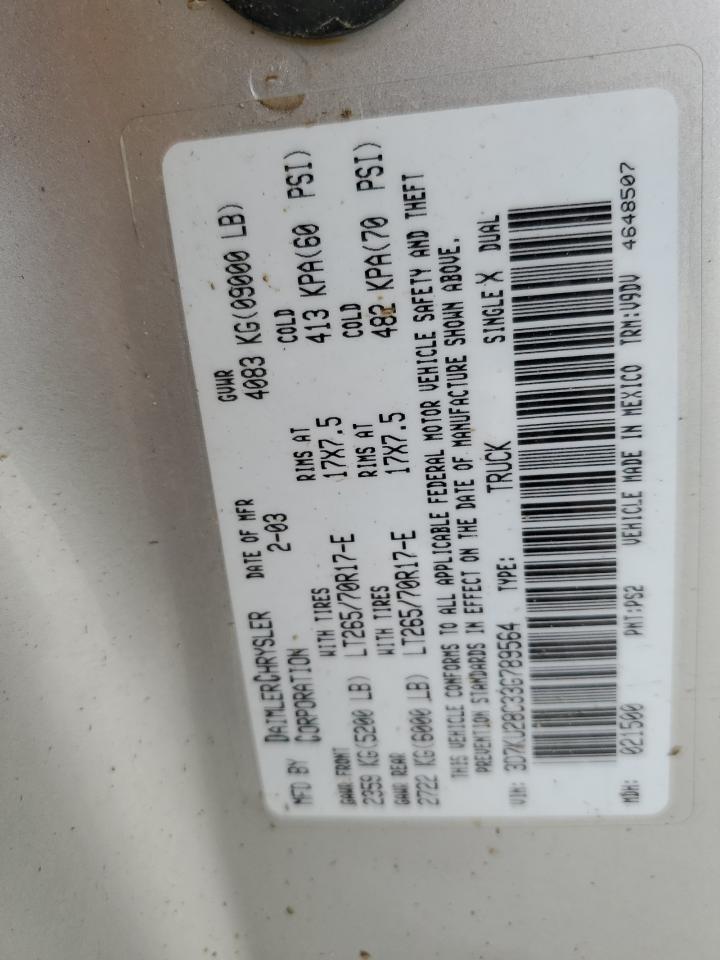 MFD BY DAIMLERCHRYSLER CORPORATION DATE OF MFR 2-03 GVWR 4083 KG(09000 LB)
GAWR FRONT WITH TIRES RIMS AT COLD
2359 KG(5200 LB) LT265/70R17-E 17X7.5 413 KPA(60 PSI)
GAWR REAR WITH TIRES RIMS AT COLD
2722 KG(6000 LB) LT265/70R17-E 17X7.5 482 KPA(70 PSI)
THIS VEHICLE CONFORMS TO ALL APPLICABLE FEDERAL MOTOR VEHICLE SAFETY AND THEFT
PREVENTION STANDARDS IN EFFECT ON THE DATE OF MANUFACTURE SHOWN ABOVE.
VIN: 3D7KU28C33G789564 TYPE: TRUCK SINGLE X DUAL
MDH: 021500 PNT:PS2 VEHICLE MADE IN MEXICO TRM:V9DV 4648507